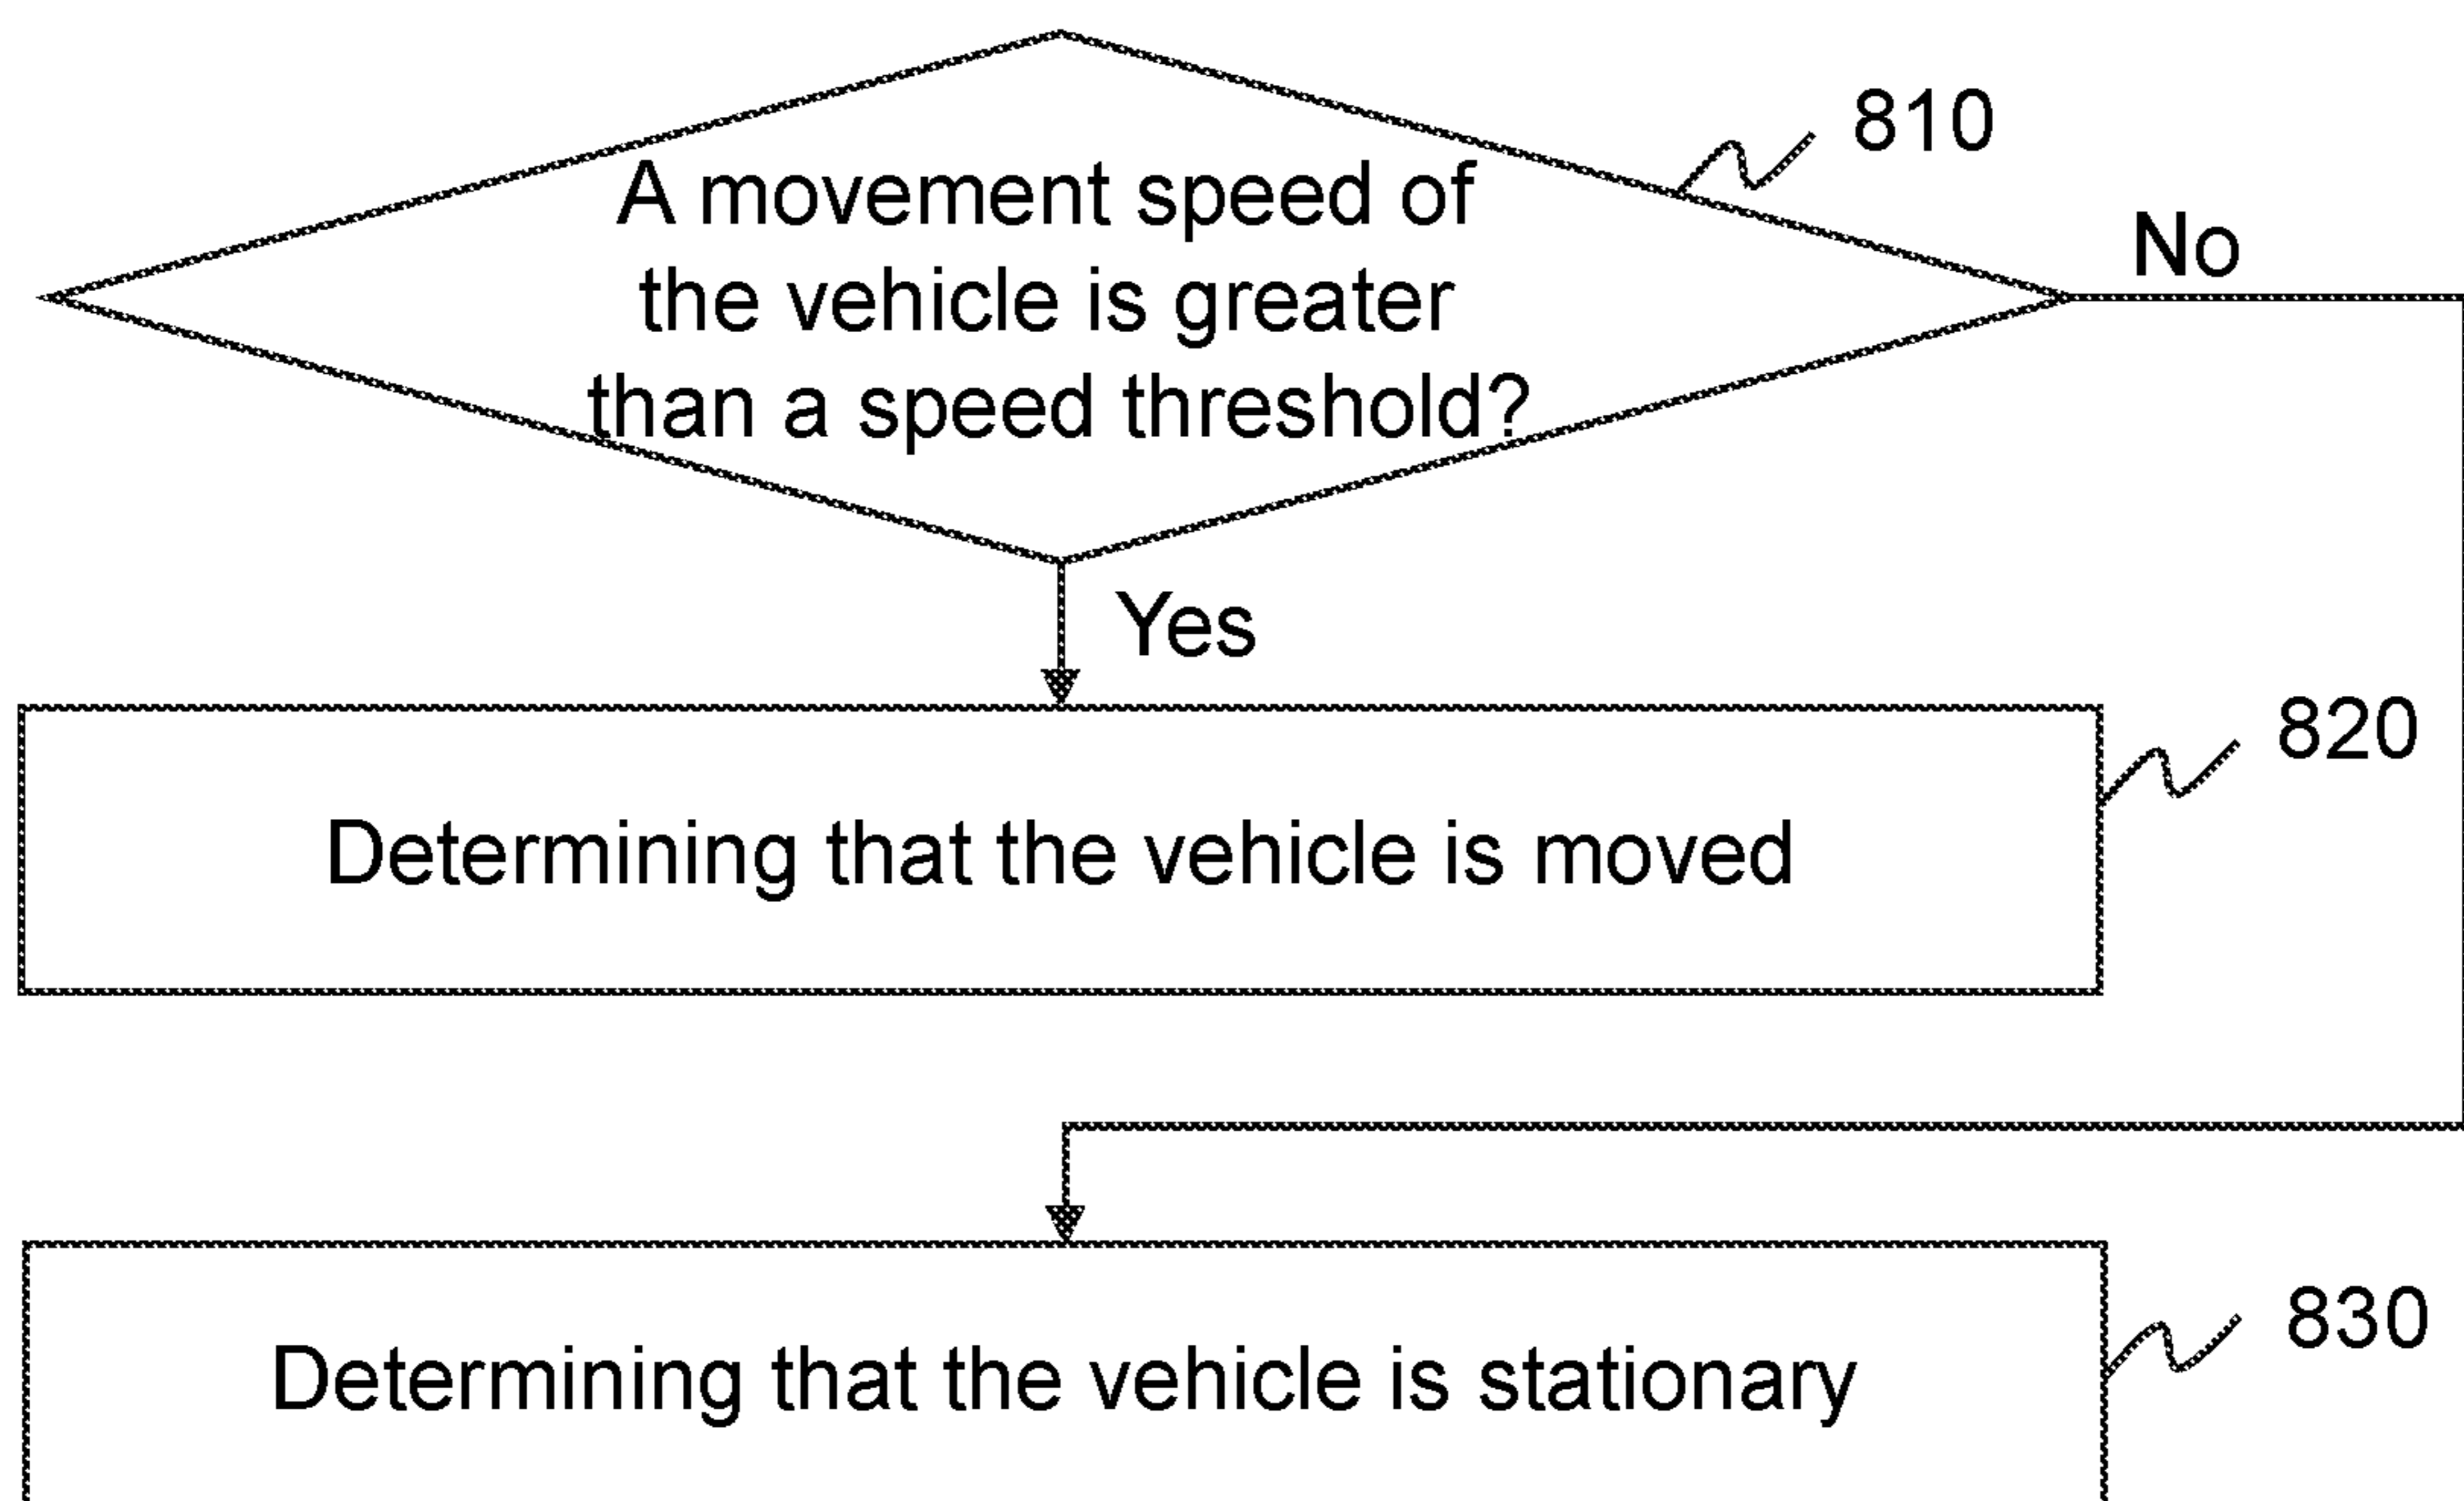 810
A movement speed of
the vehicle is greater
than a speed threshold?
No
Yes
820
Determining that the vehicle is moved
830
Determining that the vehicle is stationary